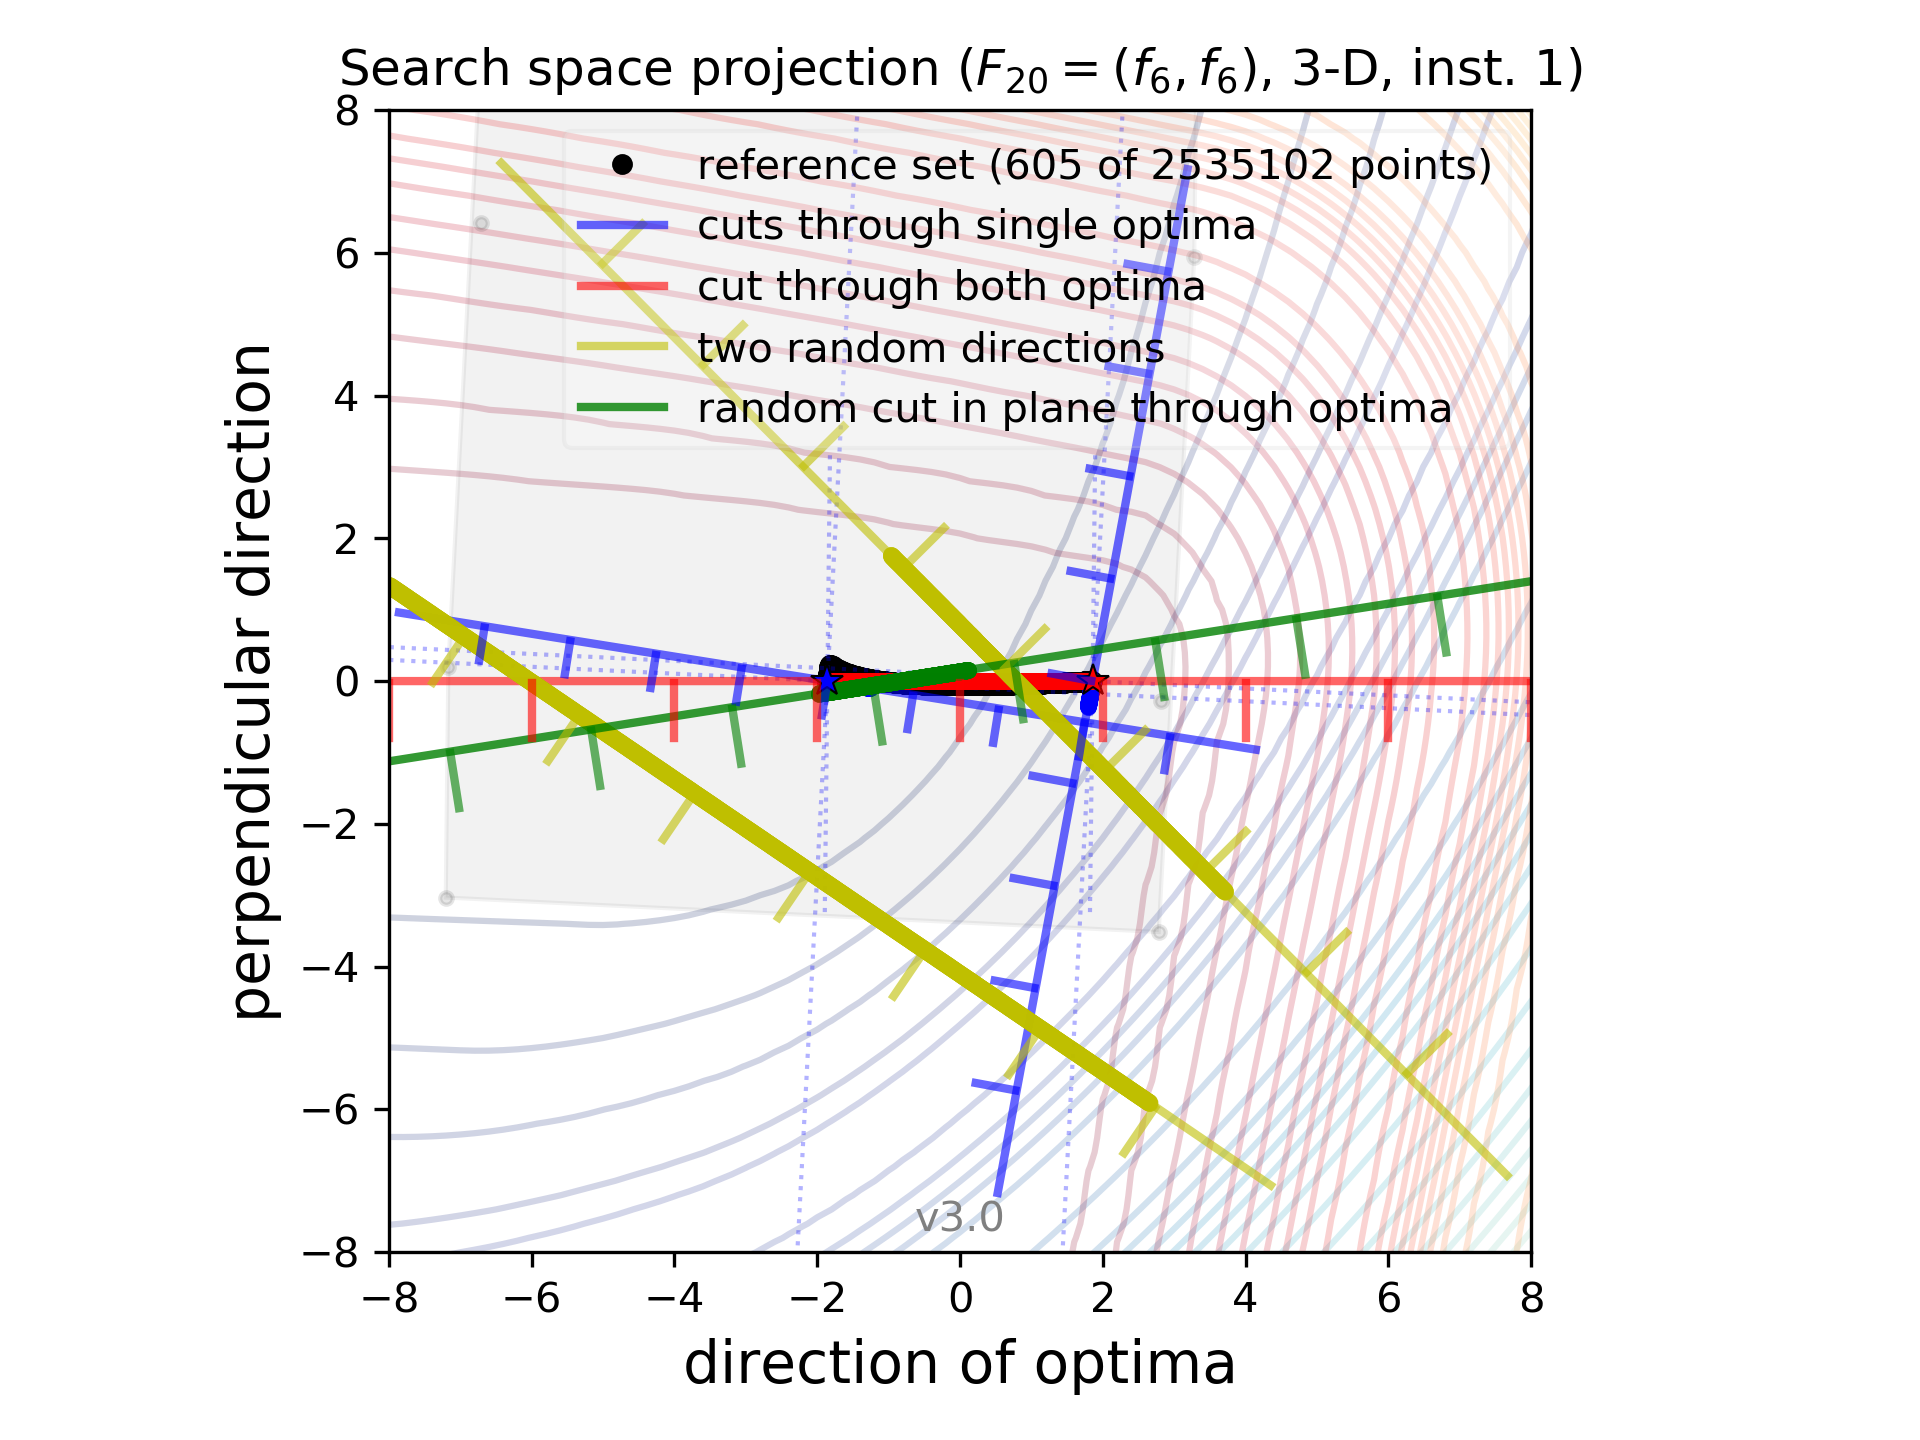 Search space projection (F20 = (f6, f6), 3-D, inst. 1)
reference set (605 of 2535102 points)
cuts through single optima
cut through both optima
two random directions
random cut in plane through optima
perpendicular direction
8
6
4
2
0
−2
−4
−6
−8
v3.0
−8 −6 −4 −2 0 2 4 6 8
direction of optima